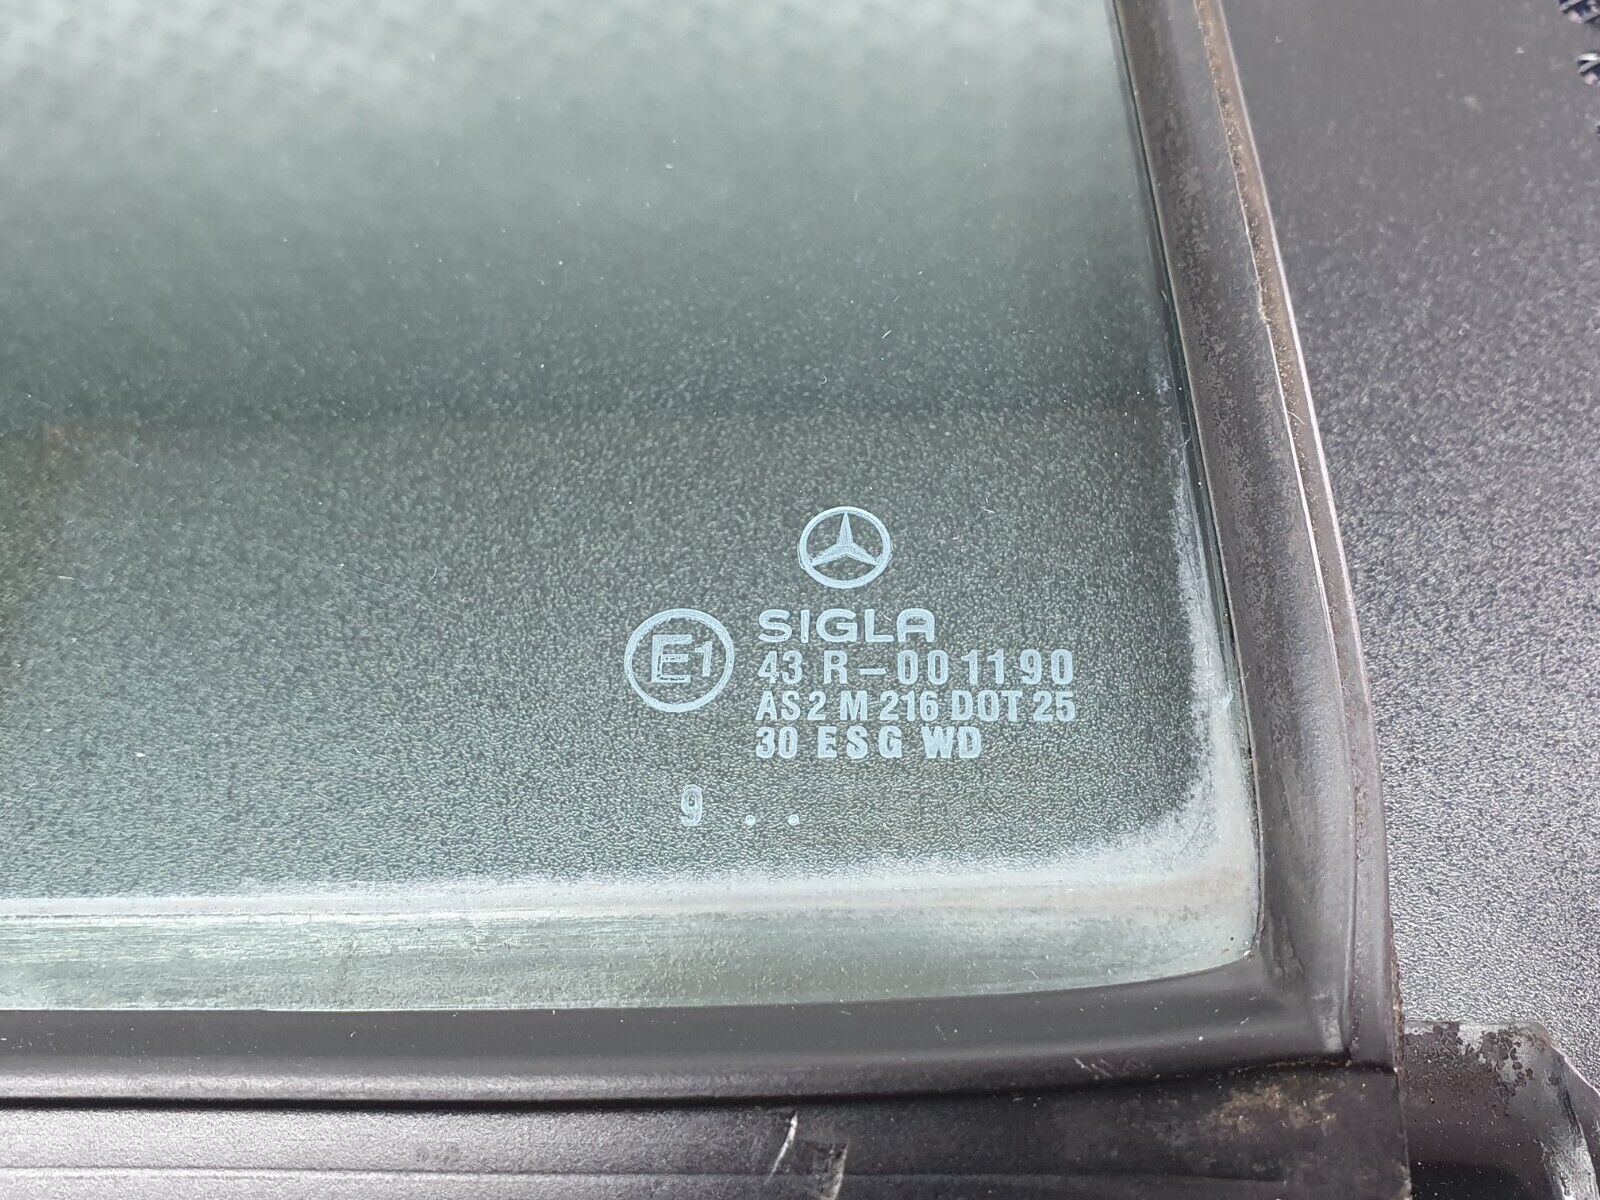 SIGLA
E1
43 R-001190
AS2 M216 DOT 25
30 ESG WD
9 . .